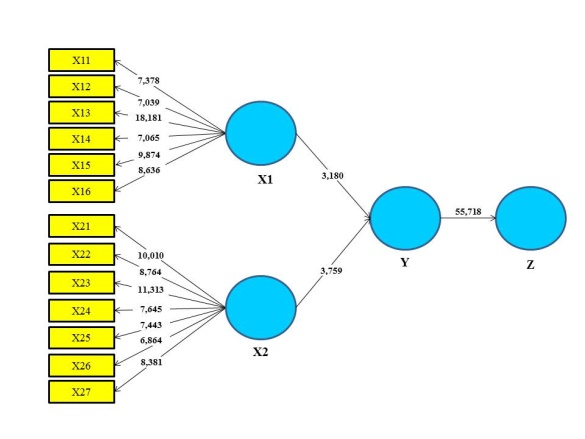 X11
X12
X13
X14
X15
X16
7,378
7,039
18,181
7,065
9,874
8,636
X1
X21
X22
X23
X24
X25
X26
X27
10,010
8,764
11,313
7,645
7,443
6,864
8,381
X2
3,180
3,759
Y
55,718
Z